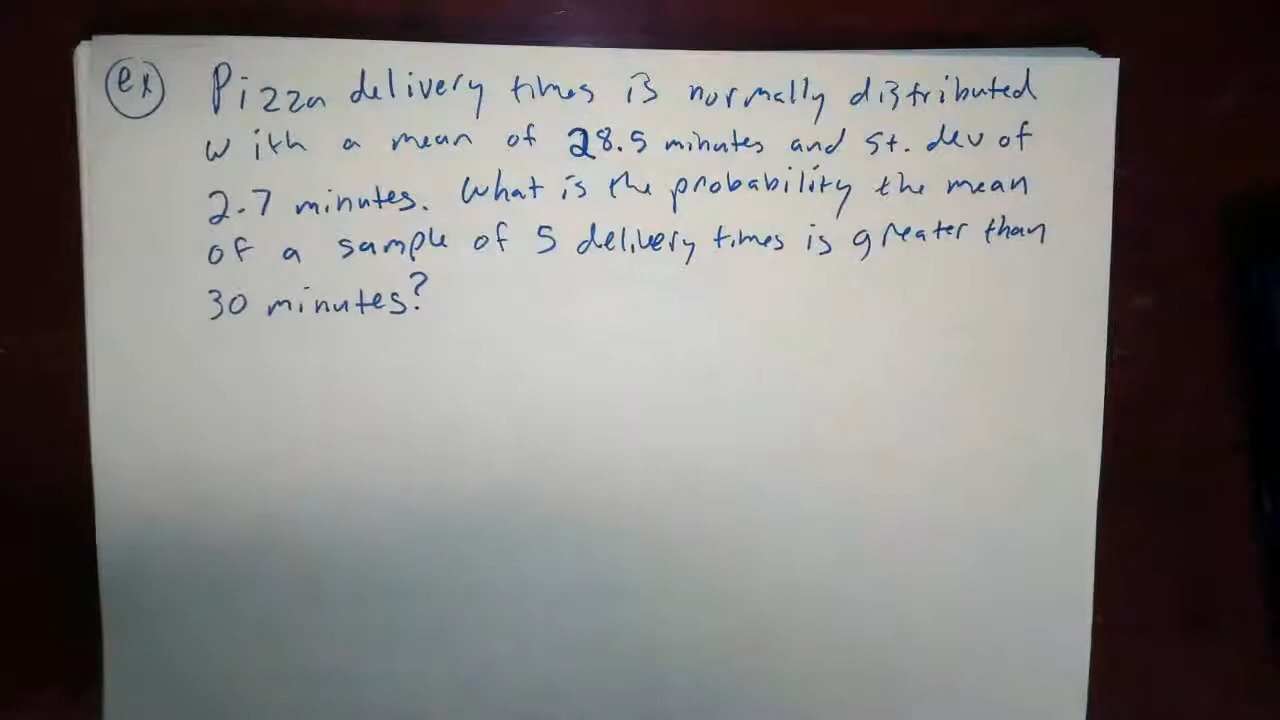 ex Pizza delivery times is normally distributed
with a mean of 28.5 minutes and st. dev of
2.7 minutes. What is the probability the mean
of a sample of 5 delivery times is greater than
30 minutes?